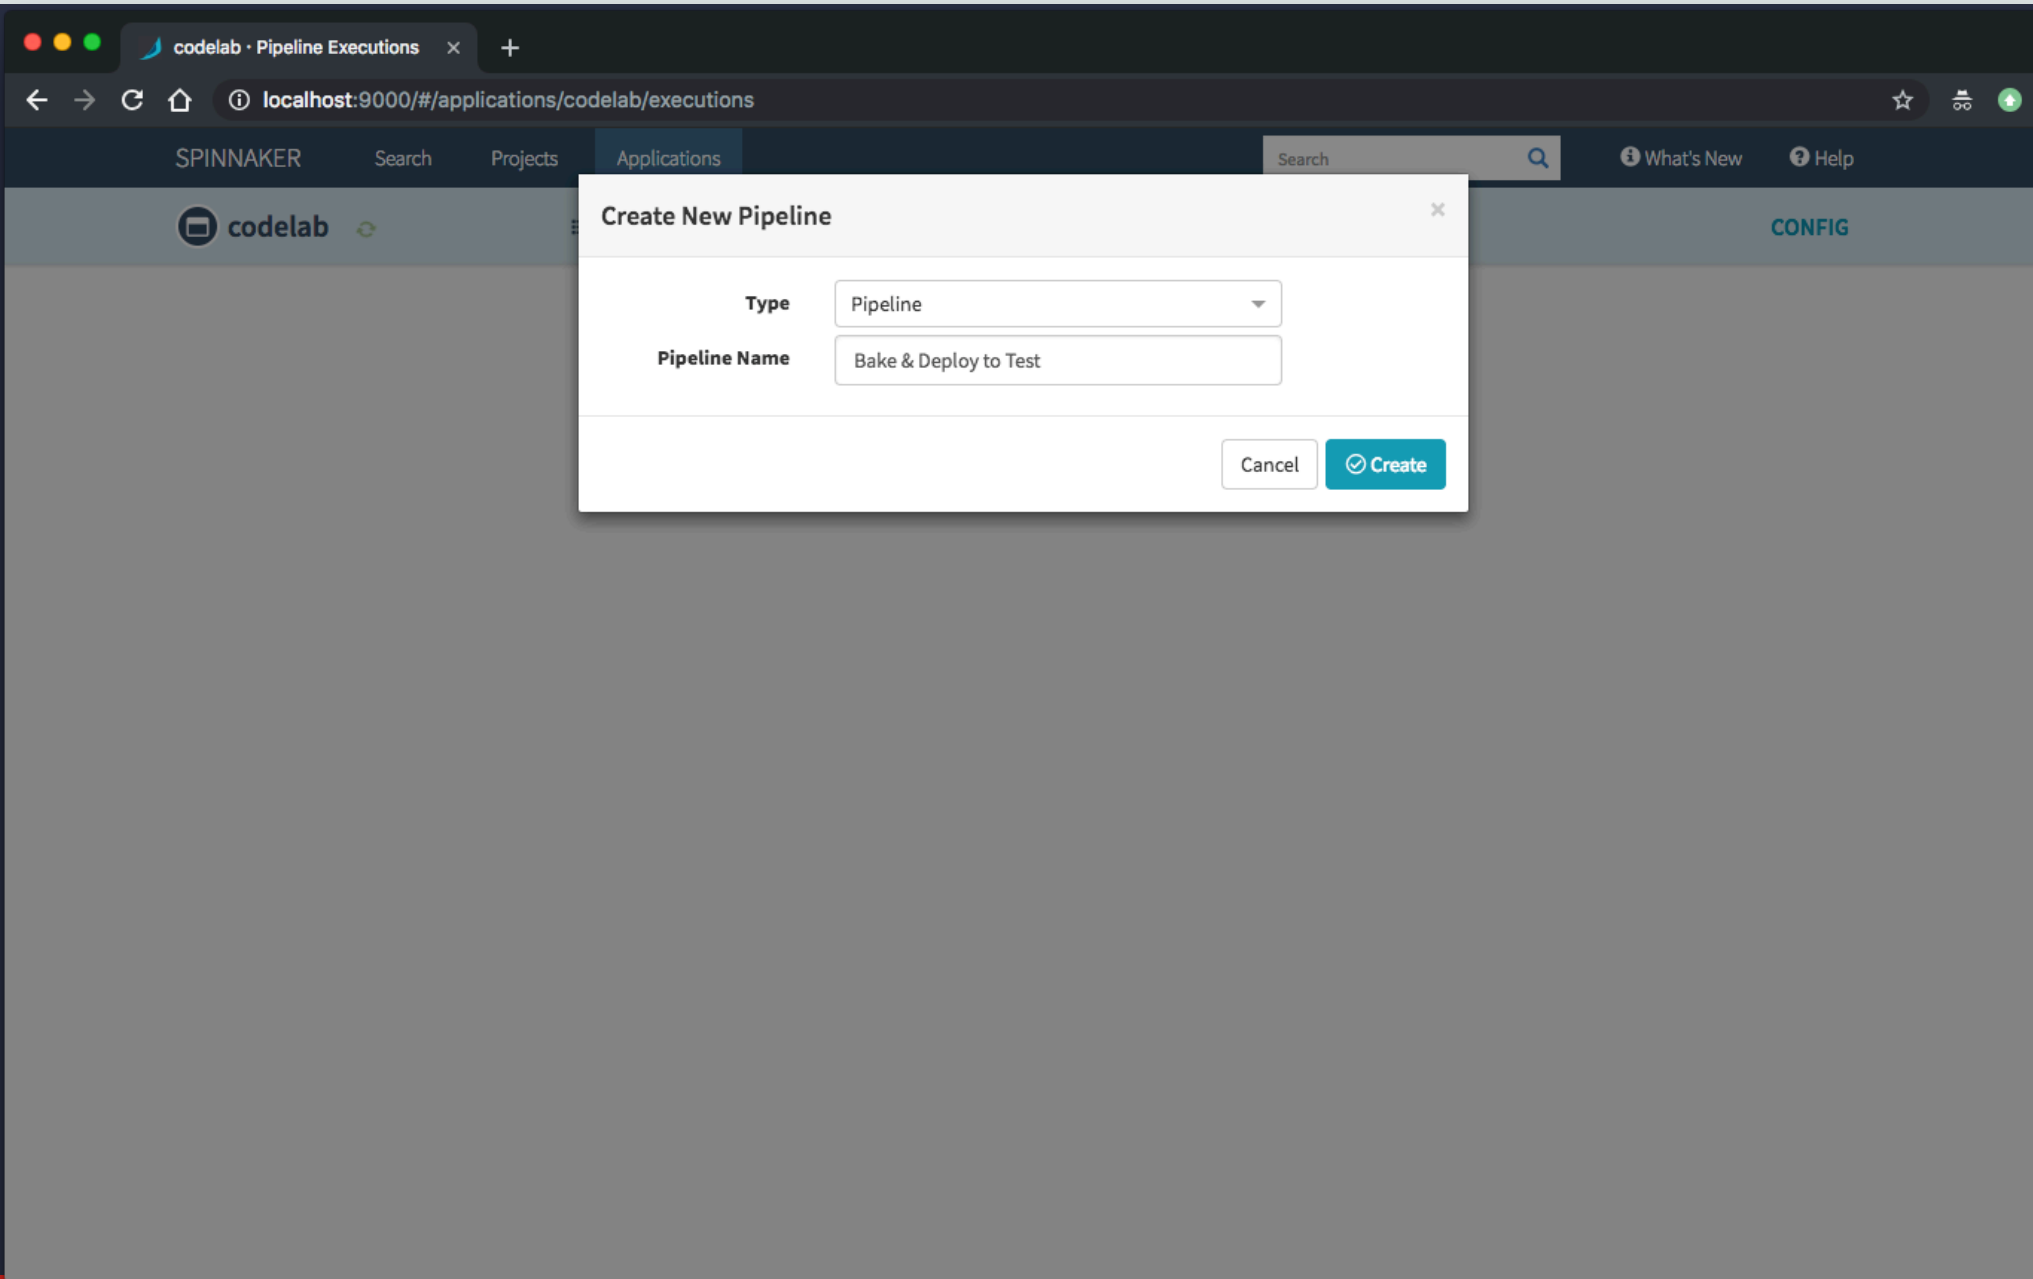 codelab · Pipeline Executions
localhost:9000/#/applications/codelab/executions
SPINNAKER Search Projects Applications Search What's New Help
codelab CONFIG
Create New Pipeline
Type Pipeline
Pipeline Name Bake & Deploy to Test
Cancel Create